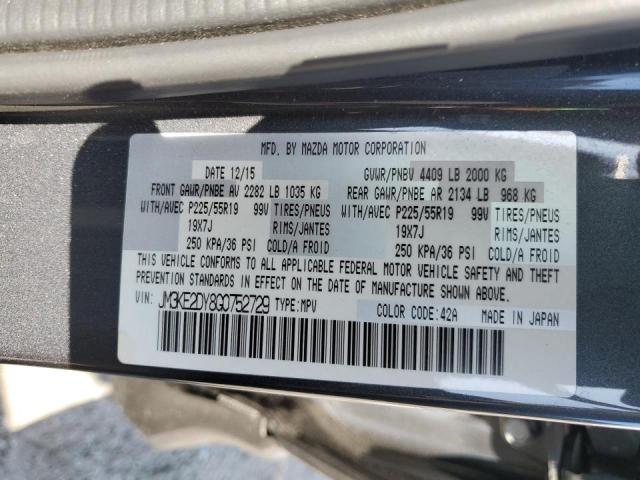 MFD. BY MAZDA MOTOR CORPORATION
DATE 12/15 GVWR/PNBV 4409 LB 2000 KG
FRONT GAWR/PNBE AV 2282 LB 1035 KG REAR GAWR/PNBE AR 2134 LB 968 KG
WITH/AVEC P225/55R19 99V TIRES/PNEUS WITH/AVEC P225/55R19 99V TIRES/PNEUS
19X7J RIMS/JANTES 19X7J RIMS/JANTES
250 KPA/36 PSI COLD/A FROID 250 KPA/36 PSI COLD/A FROID
THIS VEHICLE CONFORMS TO ALL APPLICABLE FEDERAL MOTOR VEHICLE SAFETY AND THEFT
PREVENTION STANDARDS IN EFFECT ON THE DATE OF MANUFACTURE SHOWN ABOVE.
VIN: JM3KE2DY8G0752729 TYPE:MPV
COLOR CODE:42A MADE IN JAPAN